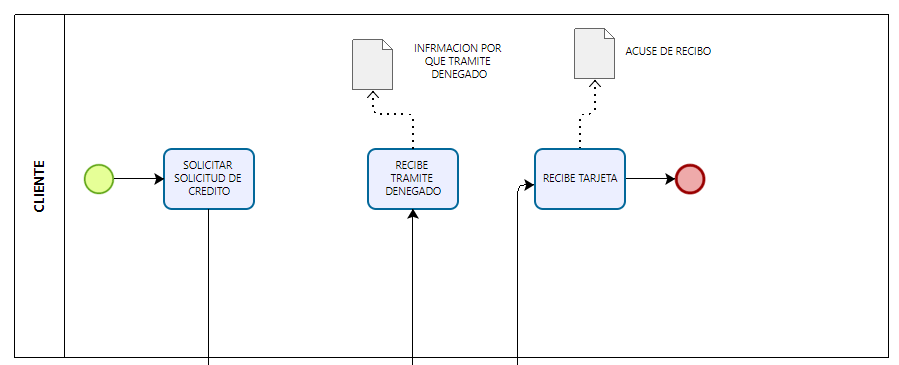 CLIENTE
SOLICITAR
SOLICITUD DE
CREDITO
INFRMACION POR
QUE TRAMITE
DENEGADO
RECIBE
TRAMITE
DENEGADO
ACUSE DE RECIBO
RECIBE TARJETA